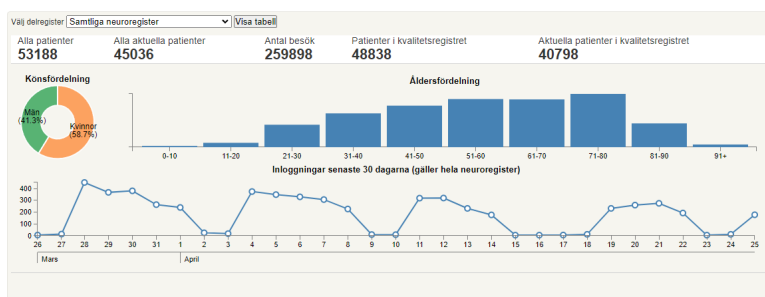 Välj delregister Samtliga neuroregister Visa tabell
Alla patienter Alla aktuella patienter Antal besök Patienter i kvalitetsregistret Aktuella patienter i kvalitetsregistret
53188 45036 259898 48838 40798
Könsfördelning
Män
(41.3%)
Kvinnor
(58.7%)
Åldersfördelning
0-10 11-20 21-30 31-40 41-50 51-60 61-70 71-80 81-90 91+
Inloggningar senaste 30 dagarna (gäller hela neuroregister)
400
300
200
100
0
26 27 28 29 30 31 1 2 3 4 5 6 7 8 9 10 11 12 13 14 15 16 17 18 19 20 21 22 23 24 25
Mars April